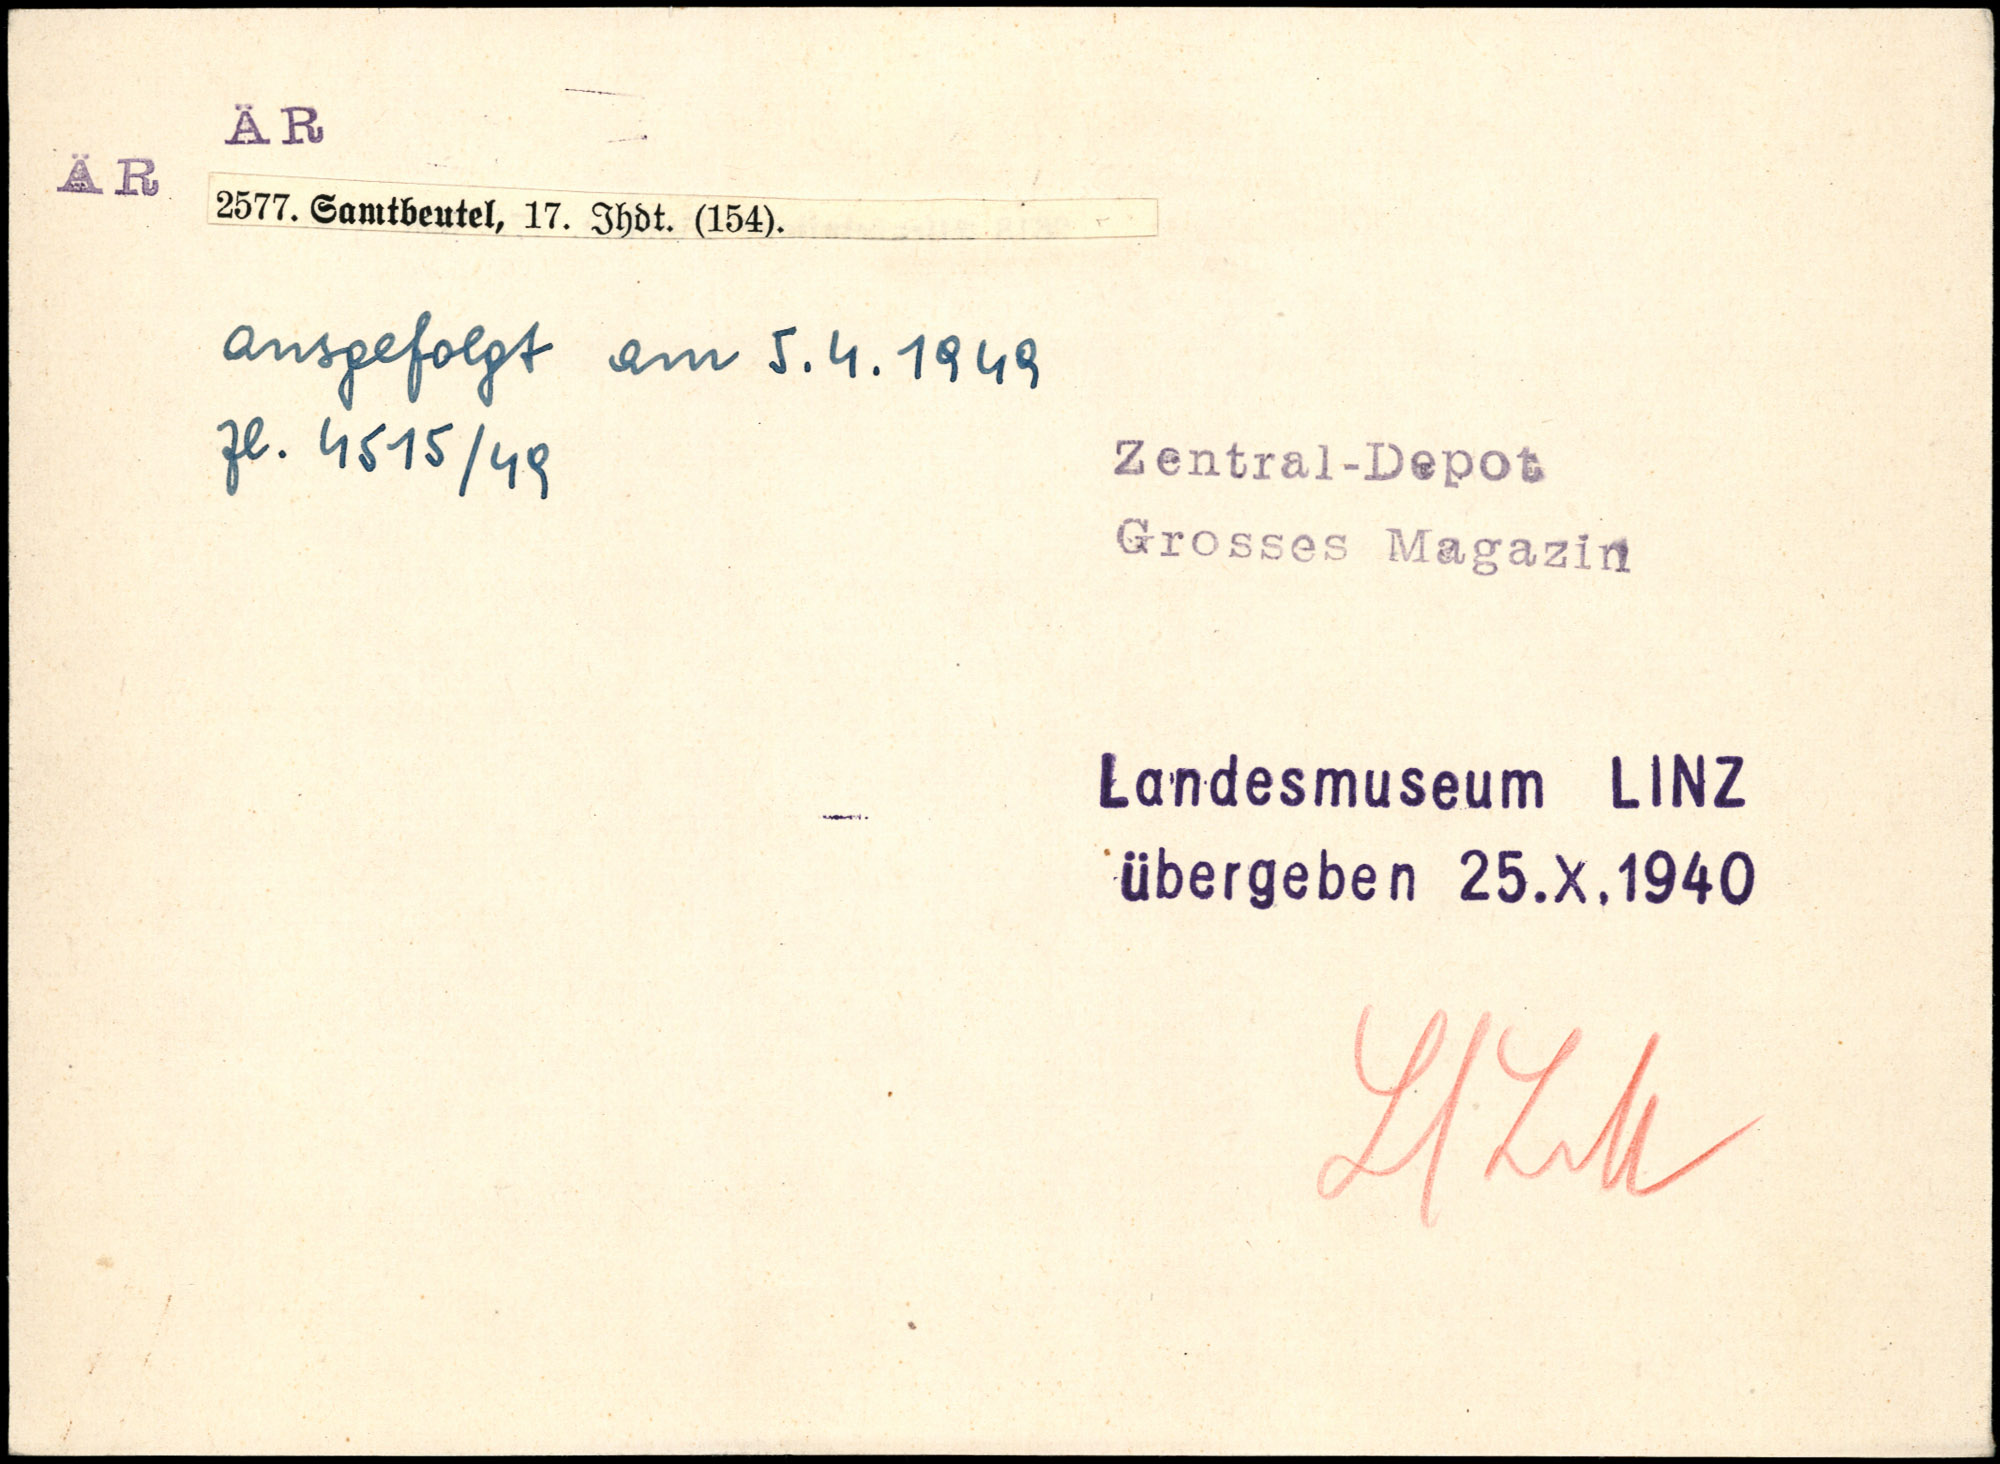 ÄR
ÄR
2577. Samtbeutel, 17. Jhdt. (154).
ausgefolgt am 5.4.1949
Zl. 4515/49
Zentral-Depot
Grosses Magazin
Landesmuseum LINZ
übergeben 25.X.1940